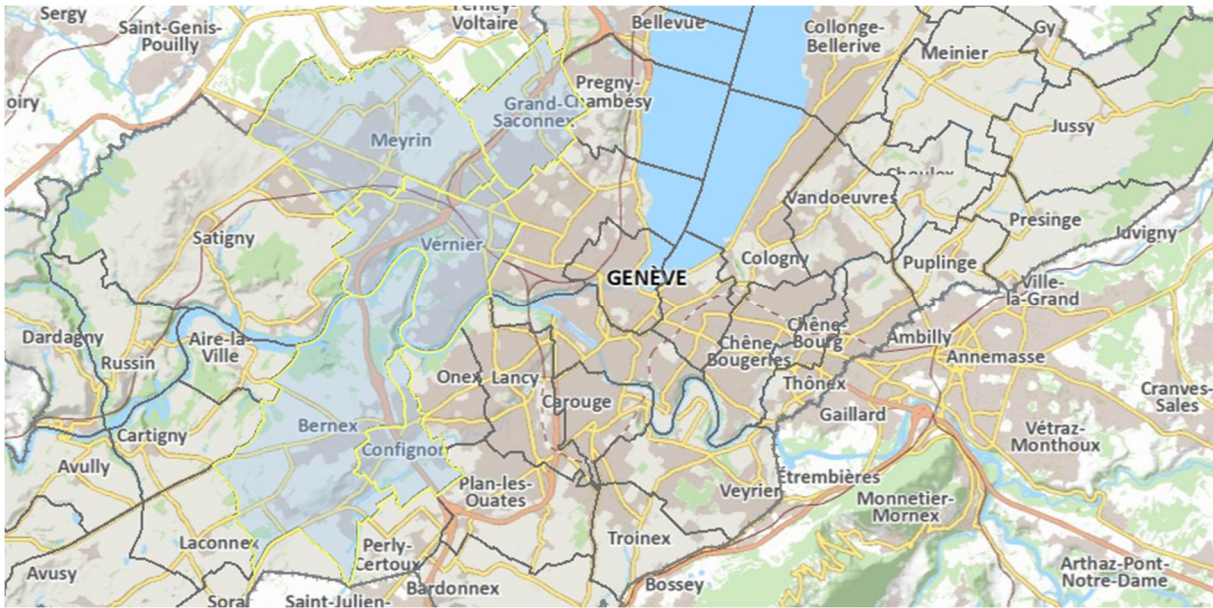 Sergy
Saint-Genis-
Pouilly
Voltaire
Bellevue
Collonge-
Bellerive
Meinier
Gy
Pregny-
Chambésy
Grand-
Saconnex
Meyrin
Jussy
Choulex
Vandoeuvres
Presinge
Juvigny
Satigny
Vernier
Cologny
Puplinge
GENÈVE
Ville-
la-Grand
Dardagny
Russin
Aire-la-
Ville
Chêne-
Bourg
Chêne-
Bougeries
Ambilly
Annemasse
Onex
Lancy
Thônex
Carouge
Gaillard
Cranves-
Sales
Bernex
Cartigny
Confignon
Vétraz-
Monthoux
Avully
Plan-les-
Ouates
Veyrier
Étrembières
Monnetier-
Mornex
Laconnex
Perly-
Certoux
Troinex
Avusy
Bardonnex
Bossey
Arthaz-Pont-
Notre-Dame
Soral
Saint-Julien-